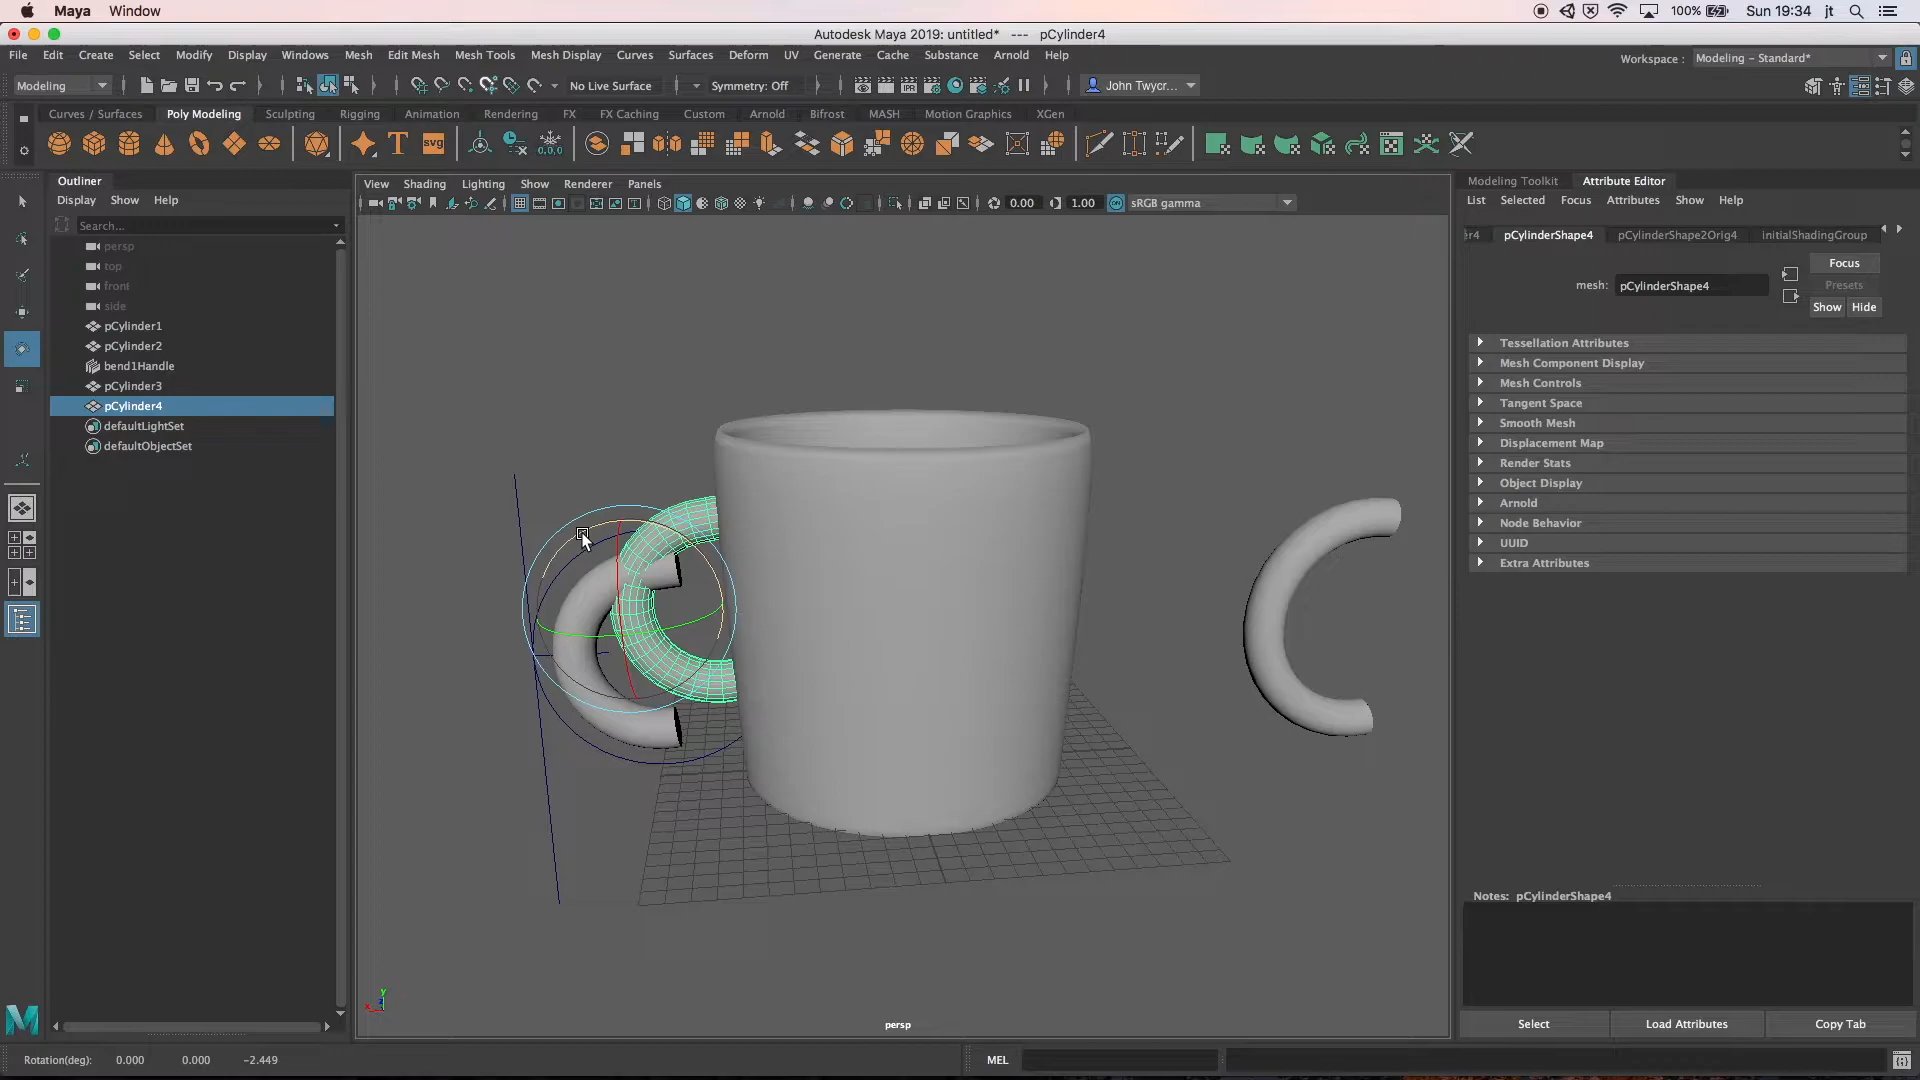 Maya Window 100% Sun 19:34 jt
Autodesk Maya 2019: untitled* --- pCylinder4
File Edit Create Select Modify Display Windows Mesh Edit Mesh Mesh Tools Mesh Display Curves Surfaces Deform UV Generate Cache Substance Arnold Help
Workspace : Modeling - Standard*
Modeling No Live Surface Symmetry: Off John Twycr...
Curves / Surfaces Poly Modeling Sculpting Rigging Animation Rendering FX FX Caching Custom Arnold Bifrost MASH Motion Graphics XGen
T SVG 0,0,0
Outliner
Display Show Help
Search...
persp
top
front
side
pCylinder1
pCylinder2
bend1Handle
pCylinder3
pCylinder4
defaultLightSet
defaultObjectSet
View Shading Lighting Show Renderer Panels
0.00 1.00 sRGB gamma
persp
Modeling Toolkit Attribute Editor
List Selected Focus Attributes Show Help
er4 pCylinderShape4 pCylinderShape2Orig4 initialShadingGroup
Focus
mesh: pCylinderShape4 Presets
Show Hide
Tessellation Attributes
Mesh Component Display
Mesh Controls
Tangent Space
Smooth Mesh
Displacement Map
Render Stats
Object Display
Arnold
Node Behavior
UUID
Extra Attributes
Notes: pCylinderShape4
Select Load Attributes Copy Tab
Rotation(deg): 0.000 0.000 -2.449 MEL